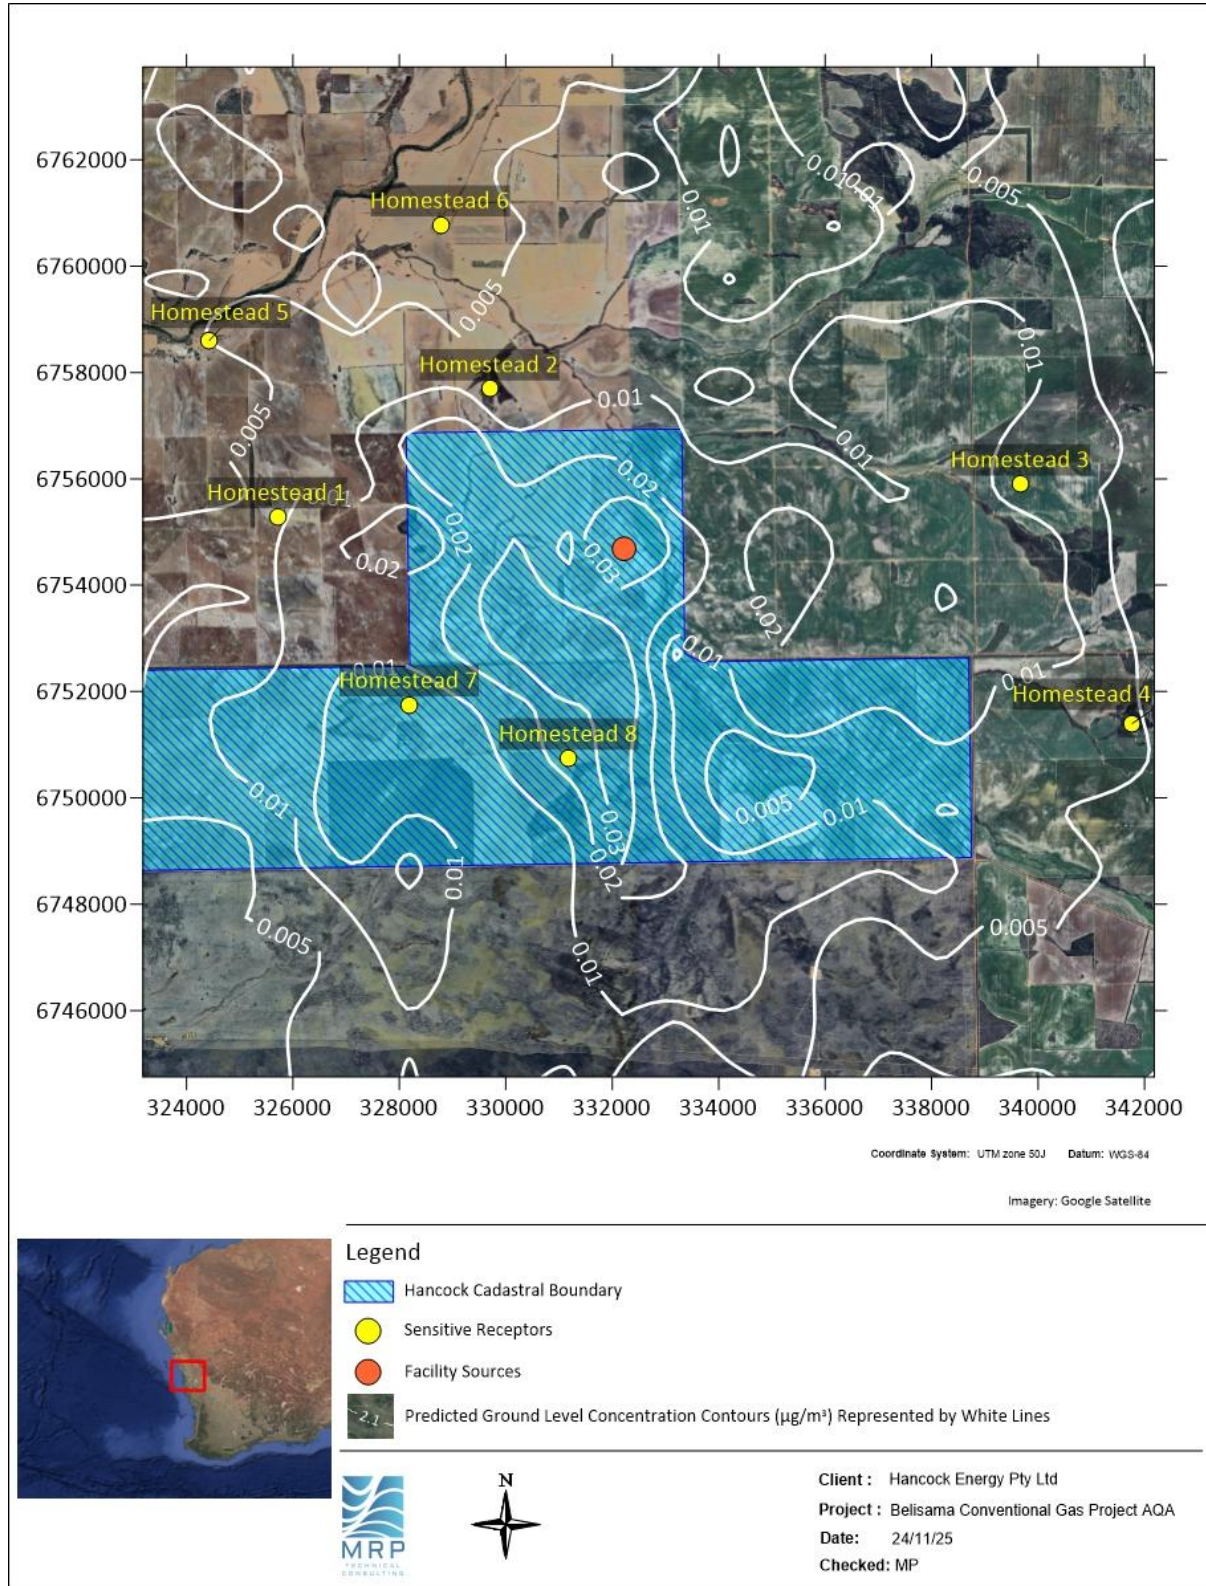 0.01
0.01
0.005
6762000
Homestead 6
0.01
6760000
0.005
Homestead 5
0.01
6758000
Homestead 2
0.01
0.005
0.01
Homestead 3
6756000
0.02
Homestead 1
0.01
0.02
0.02
0.03
6754000
0.02
0.01
0.01
0.01
6752000
Homestead 7
Homestead 4
Homestead 8
6750000
0.01
0.005
0.01
0.03
0.02
0.01
6748000
0.005
0.005
0.01
6746000
324000 326000 328000 330000 332000 334000 336000 338000 340000 342000
Coordinate System: UTM zone 50J Datum: WGS-84
Imagery: Google Satellite
Legend
Hancock Cadastral Boundary
Sensitive Receptors
Facility Sources
2.1
Predicted Ground Level Concentration Contours (µg/m³) Represented by White Lines
MRP
TECHNICAL
CONSULTING
N
Client : Hancock Energy Pty Ltd
Project : Belisama Conventional Gas Project AQA
Date: 24/11/25
Checked: MP